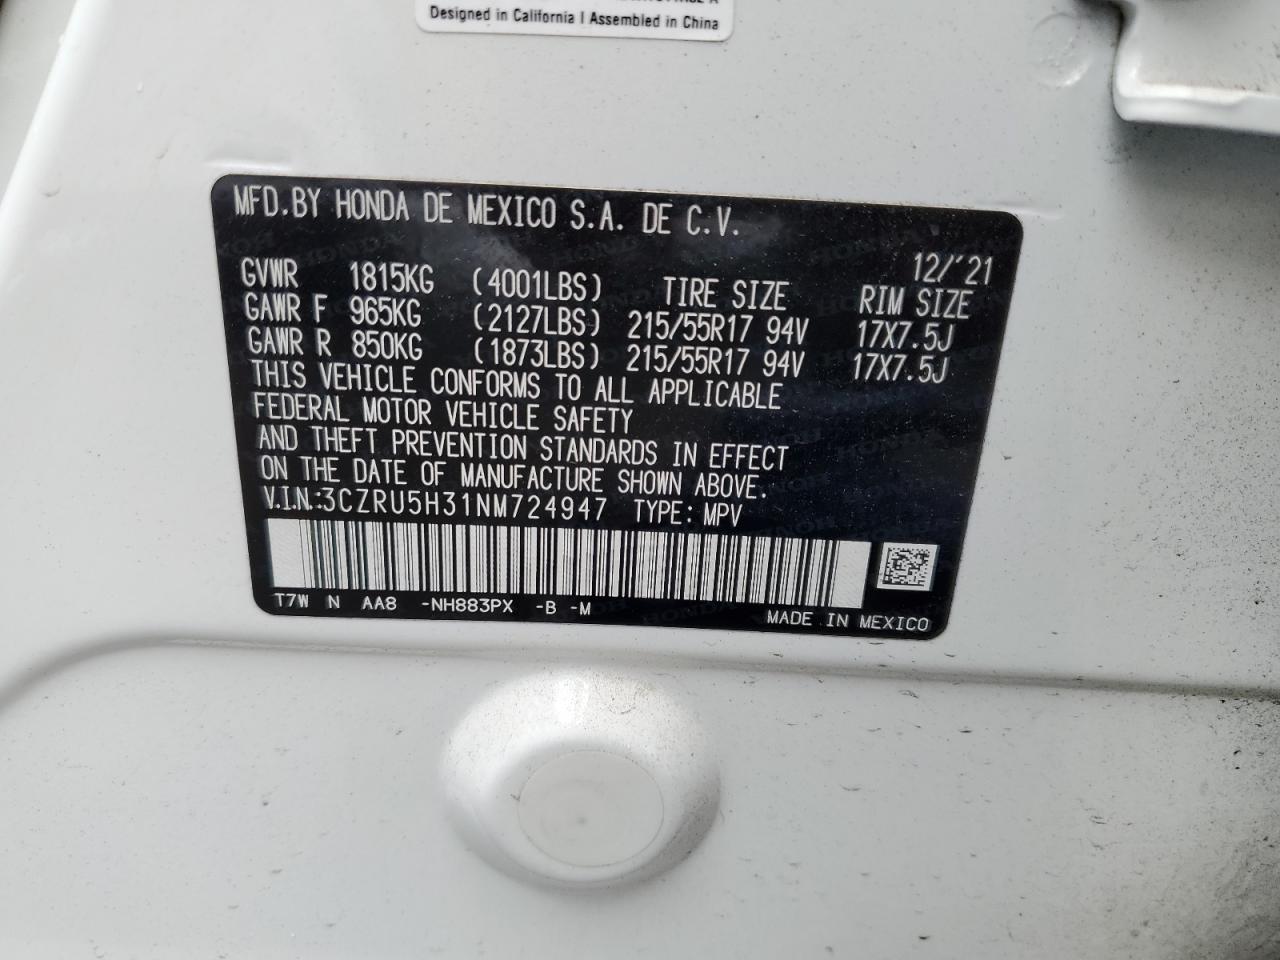 Designed in California | Assembled in China
MFD.BY HONDA DE MEXICO S.A. DE C.V.
12/'21
GVWR 1815KG (4001LBS) TIRE SIZE RIM SIZE
GAWR F 965KG (2127LBS) 215/55R17 94V 17X7.5J
GAWR R 850KG (1873LBS) 215/55R17 94V 17X7.5J
THIS VEHICLE CONFORMS TO ALL APPLICABLE
FEDERAL MOTOR VEHICLE SAFETY
AND THEFT PREVENTION STANDARDS IN EFFECT
ON THE DATE OF MANUFACTURE SHOWN ABOVE.
V.I.N.:3CZRU5H31NM724947 TYPE: MPV
T7W N AA8 -NH883PX -B -M
MADE IN MEXICO